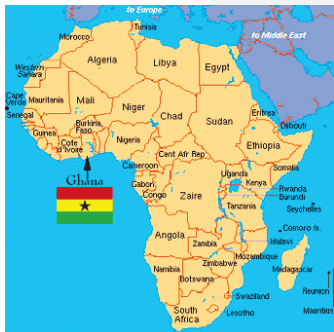 to Europe
to Middle East
Tunisia
Morocco
Algeria
Libya
Egypt
Western
Sahara
Cape
Verde
Mauritania
Mali
Niger
Chad
Sudan
Eritrea
Djibouti
Senegal
Guinea
Burkina
Faso
Cote
d'Ivoire
Nigeria
Ethiopia
Ghana
Cameroon
Cent Afr Rep
Somalia
Uganda
Kenya
Gabon
Congo
Zaire
Rwanda
Burundi
Seychelles
Tanzania
Angola
Comoro Is.
Malavi
Zambia
Mozambique
Zimbabwe
Madagascar
Namibia
Botswana
Reunion
Swaziland
South
Africa
Lesotho
Mauritius